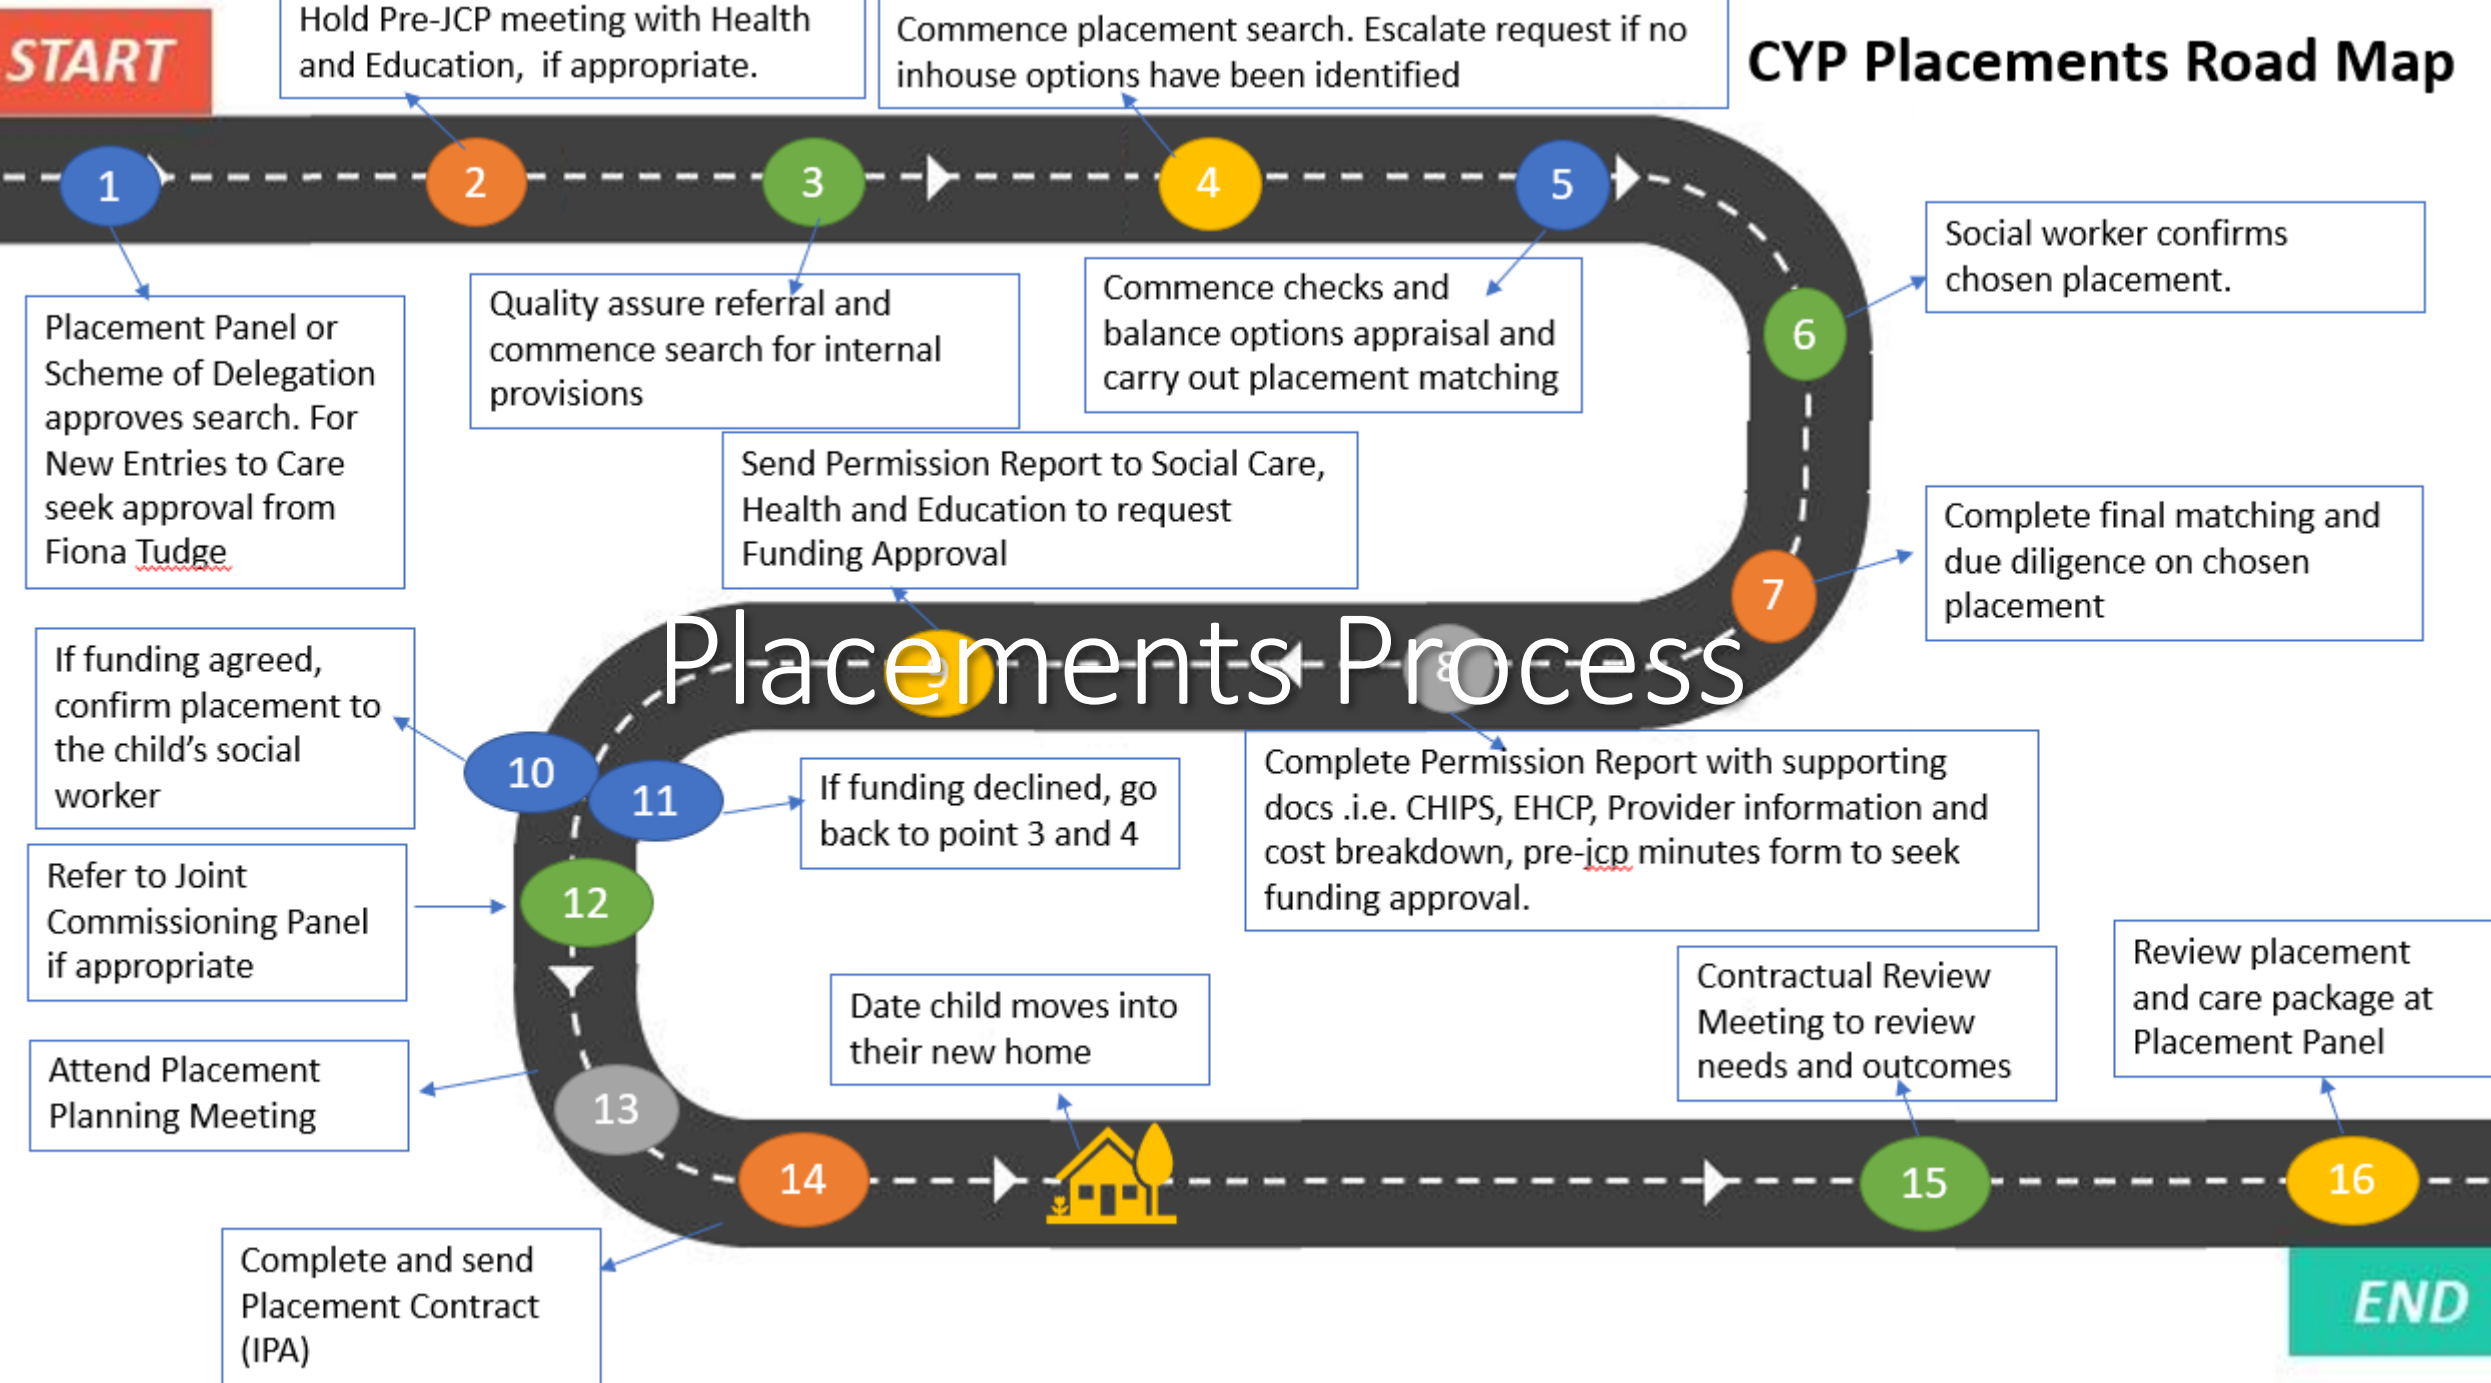 START
CYP Placements Road Map
Hold Pre-JCP meeting with Health
and Education,  if appropriate.
Commence placement search. Escalate request if no
inhouse options have been identified
1
2
3
4
5
Placement Panel or
Scheme of Delegation
approves search. For
New Entries to Care
seek approval from
Fiona Tudge
Quality assure referral and
commence search for internal
provisions
Commence checks and
balance options appraisal and
carry out placement matching
6
Social worker confirms
chosen placement.
7
Complete final matching and
due diligence on chosen
placement
Send Permission Report to Social Care,
Health and Education to request
Funding Approval
Placements Process
9
8
Complete Permission Report with supporting
docs .i.e. CHIPS, EHCP, Provider information and
cost breakdown, pre-jcp minutes form to seek
funding approval.
If funding agreed,
confirm placement to
the child's social
worker
10
11
If funding declined, go
back to point 3 and 4
Refer to Joint
Commissioning Panel
if appropriate
12
Attend Placement
Planning Meeting
13
14
Complete and send
Placement Contract
(IPA)
Date child moves into
their new home
Contractual Review
Meeting to review
needs and outcomes
15
Review placement
and care package at
Placement Panel
16
END